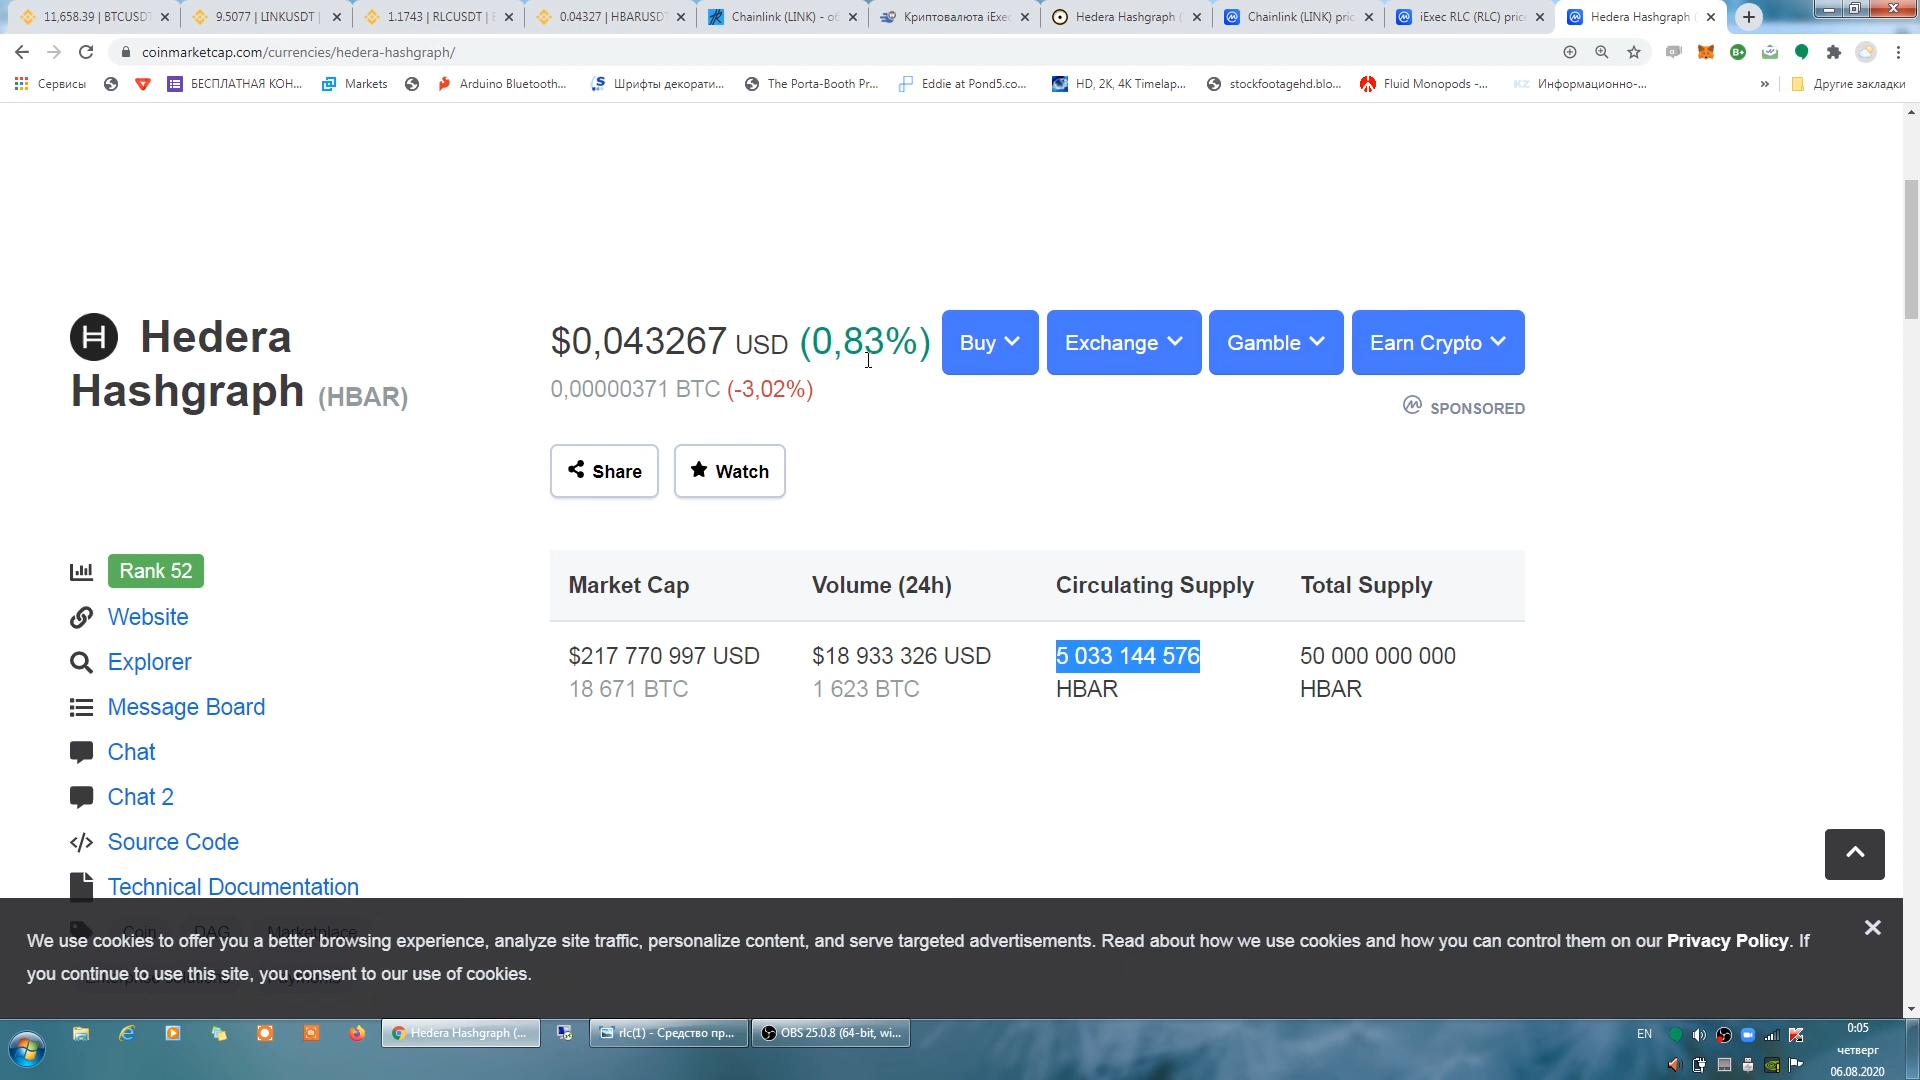 11,658.39 | BTCUSDT
9.5077 | LINKUSDT |
1.1743 | RLCUSDT | E
0.04327 | HBARUSDT
Chainlink (LINK) - об
Криптовалюта iExec
Hedera Hashgraph (
Chainlink (LINK) pric
iExec RLC (RLC) price
Hedera Hashgraph (
coinmarketcap.com/currencies/hedera-hashgraph/
Сервисы
БЕСПЛАТНАЯ КОН...
Markets
Arduino Bluetooth...
Шрифты декорати...
The Porta-Booth Pr...
Eddie at Pond5.co...
HD, 2K, 4K Timelap...
stockfootagehd.blo...
Fluid Monopods -...
KZ Информационно-...
»
Другие закладки
Hedera
Hashgraph (HBAR)
$0,043267 USD (0,83%)
0,00000371 BTC (-3,02%)
Buy
Exchange
Gamble
Earn Crypto
SPONSORED
Share
Watch
Rank 52
Website
Explorer
Message Board
Chat
Chat 2
Source Code
Technical Documentation
Market Cap
Volume (24h)
Circulating Supply
Total Supply
$217 770 997 USD
18 671 BTC
$18 933 326 USD
1 623 BTC
5 033 144 576
HBAR
50 000 000 000
HBAR
Coin DAG Marketplace
We use cookies to offer you a better browsing experience, analyze site traffic, personalize content, and serve targeted advertisements. Read about how we use cookies and how you can control them on our Privacy Policy. If
you continue to use this site, you consent to our use of cookies.
Enterprise solutions Payments
Hedera Hashgraph (...
rlc(1) - Средство пр...
OBS 25.0.8 (64-bit, wi...
EN
0:05
четверг
06.08.2020